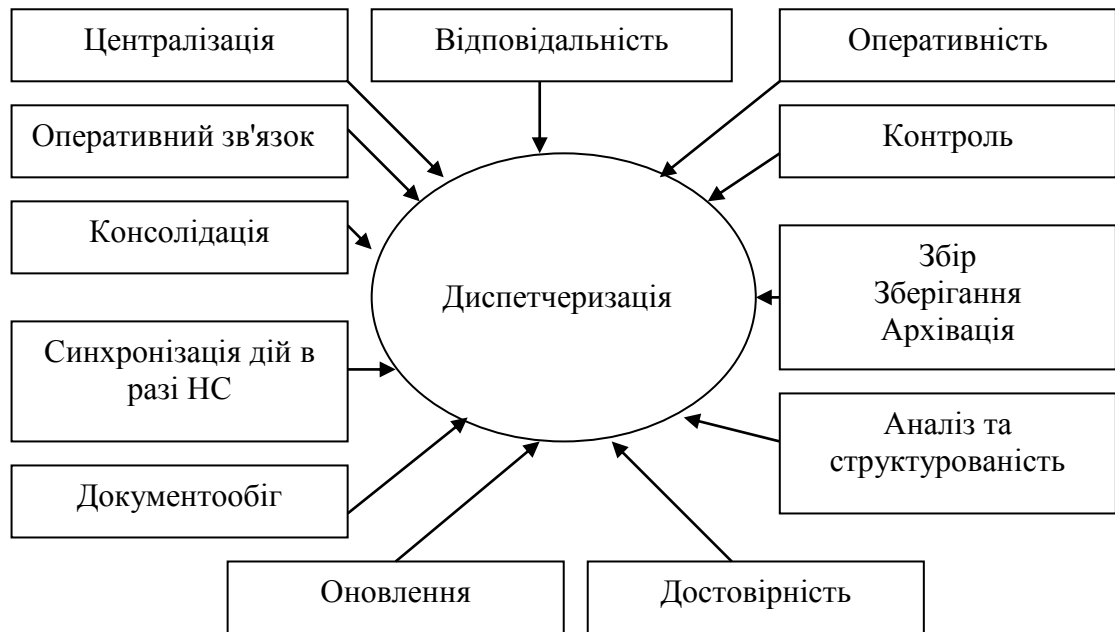 Централізація
Відповідальність
Оперативність
Оперативний зв'язок
Контроль
Консолідація
Збір
Зберігання
Архівація
Диспетчеризація
Синхронізація дій в
разі НС
Аналіз та
структурованість
Документообіг
Оновлення
Достовірність